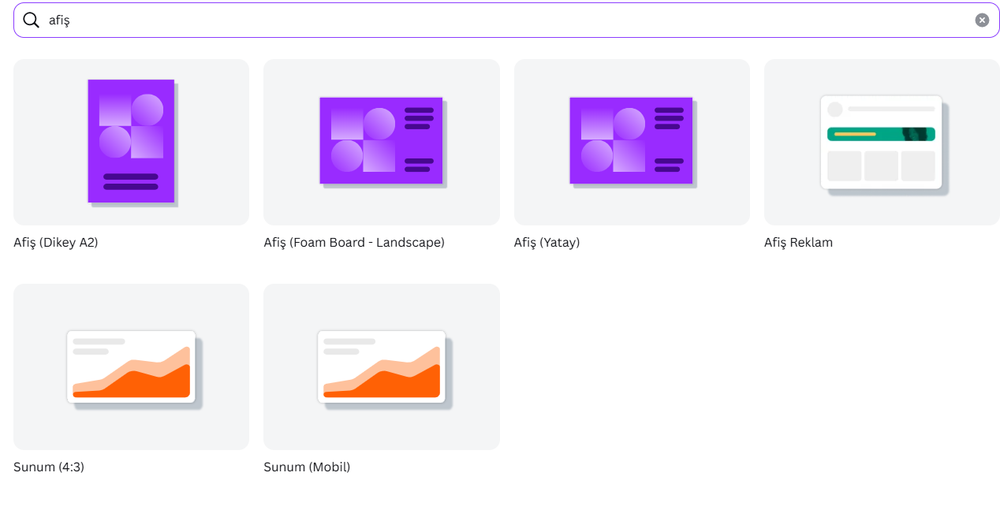 afiş
Afiş (Dikey A2)
Afiş (Foam Board - Landscape)
Afiş (Yatay)
Afiş Reklam
Sunum (4:3)
Sunum (Mobil)